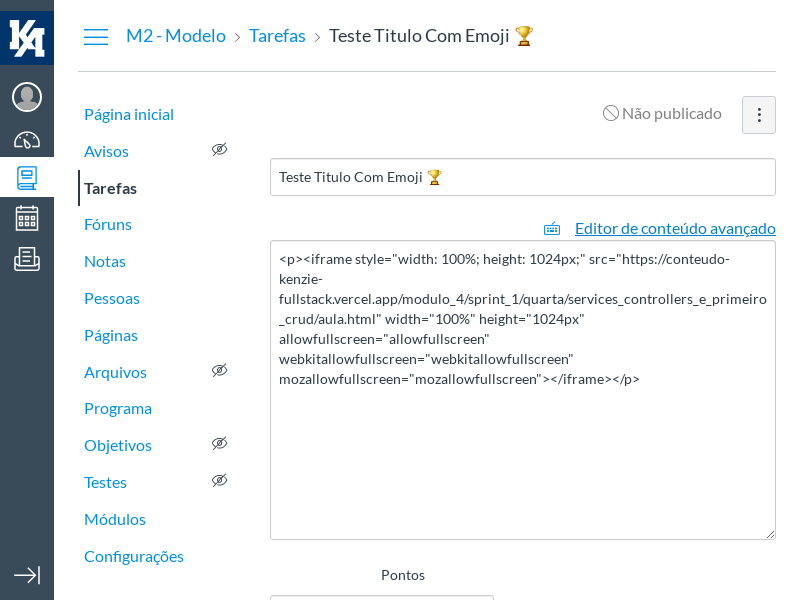 M2 - Modelo > Tarefas > Teste Titulo Com Emoji 🏆
Página inicial
Avisos
Tarefas
Fóruns
Notas
Pessoas
Páginas
Arquivos
Programa
Objetivos
Testes
Módulos
Configurações
Não publicado
Teste Titulo Com Emoji 🏆
Editor de conteúdo avançado
<p><iframe style="width: 100%; height: 1024px;" src="https://conteudo-
kenzie-
fullstack.vercel.app/modulo_4/sprint_1/quarta/services_controllers_e_primeiro
_crud/aula.html" width="100%" height="1024px"
allowfullscreen="allowfullscreen"
webkitallowfullscreen="webkitallowfullscreen"
mozallowfullscreen="mozallowfullscreen"></iframe></p>
Pontos